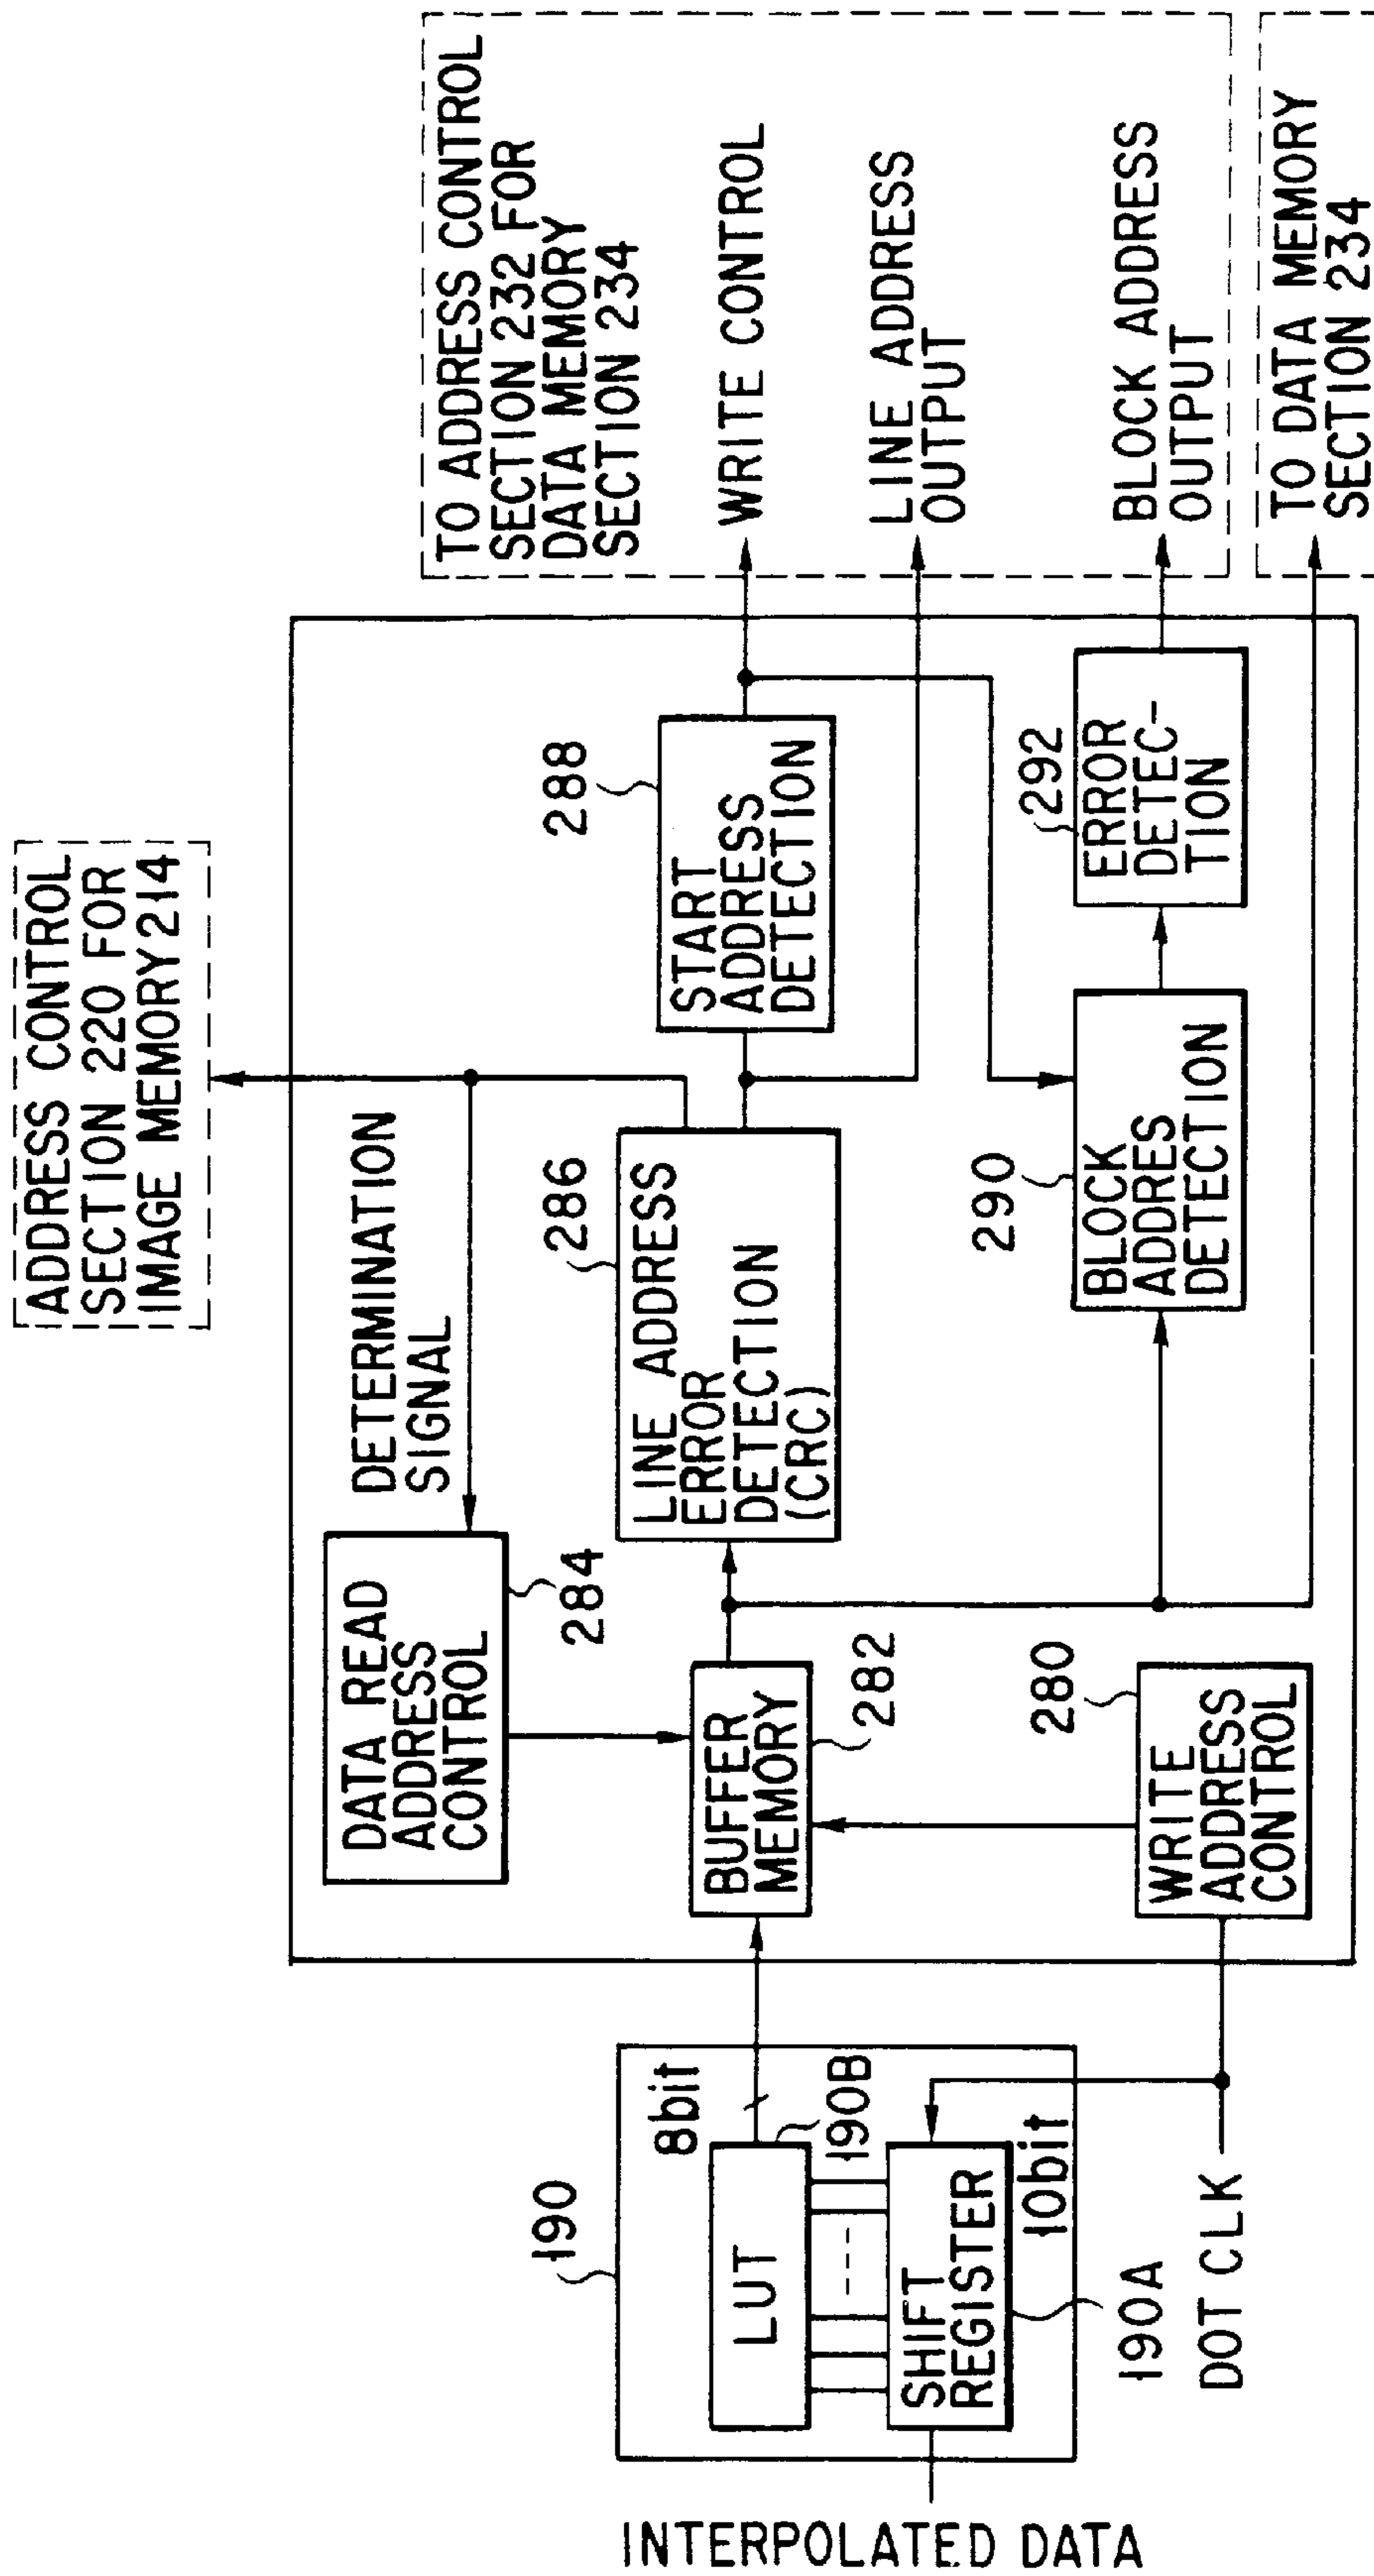 ADDRESS CONTROL
SECTION 220 FOR
IMAGE MEMORY 214
TO ADDRESS CONTROL
SECTION 232 FOR
DATA MEMORY
SECTION 234
DETERMINATION
SIGNAL
DATA READ
ADDRESS
CONTROL
284
286
288
LINE ADDRESS
ERROR
DETECTION
(CRC)
START
ADDRESS
DETECTION
WRITE CONTROL
LINE ADDRESS
OUTPUT
190
8bit
LUT
190B
BUFFER
MEMORY
282
SHIFT
REGISTER
10bit
190A
280
WRITE
ADDRESS
CONTROL
290
BLOCK
ADDRES
DETECTION
292
ERROR
DETEC-
TION
BLOCK ADDRESS
OUTPUT
INTERPOLATED DATA
DOT CLK
TO DATA MEMORY
SECTION 234